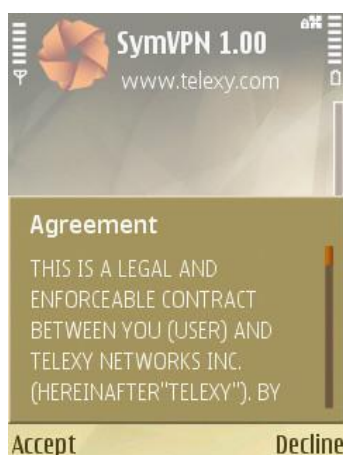 SymVPN 1.00
www.telexy.com
Agreement
THIS IS A LEGAL AND
ENFORCEABLE CONTRACT
BETWEEN YOU (USER) AND
TELEXY NETWORKS INC.
(HEREINAFTER"TELEXY"). BY
Accept Decline